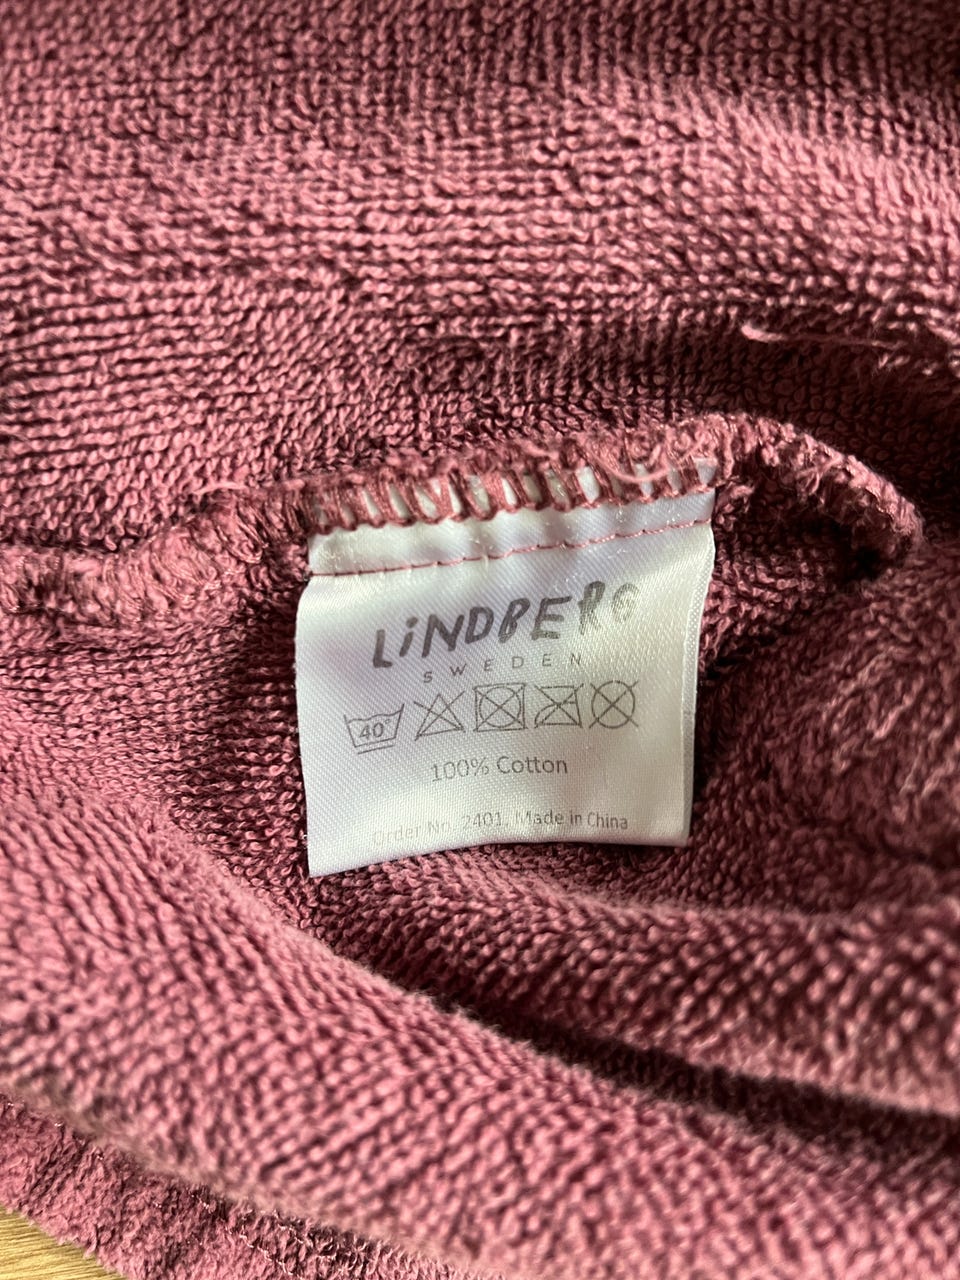 LiNDBERG
SWEDEN
40°
100% Cotton
Order No. 2401, Made in China